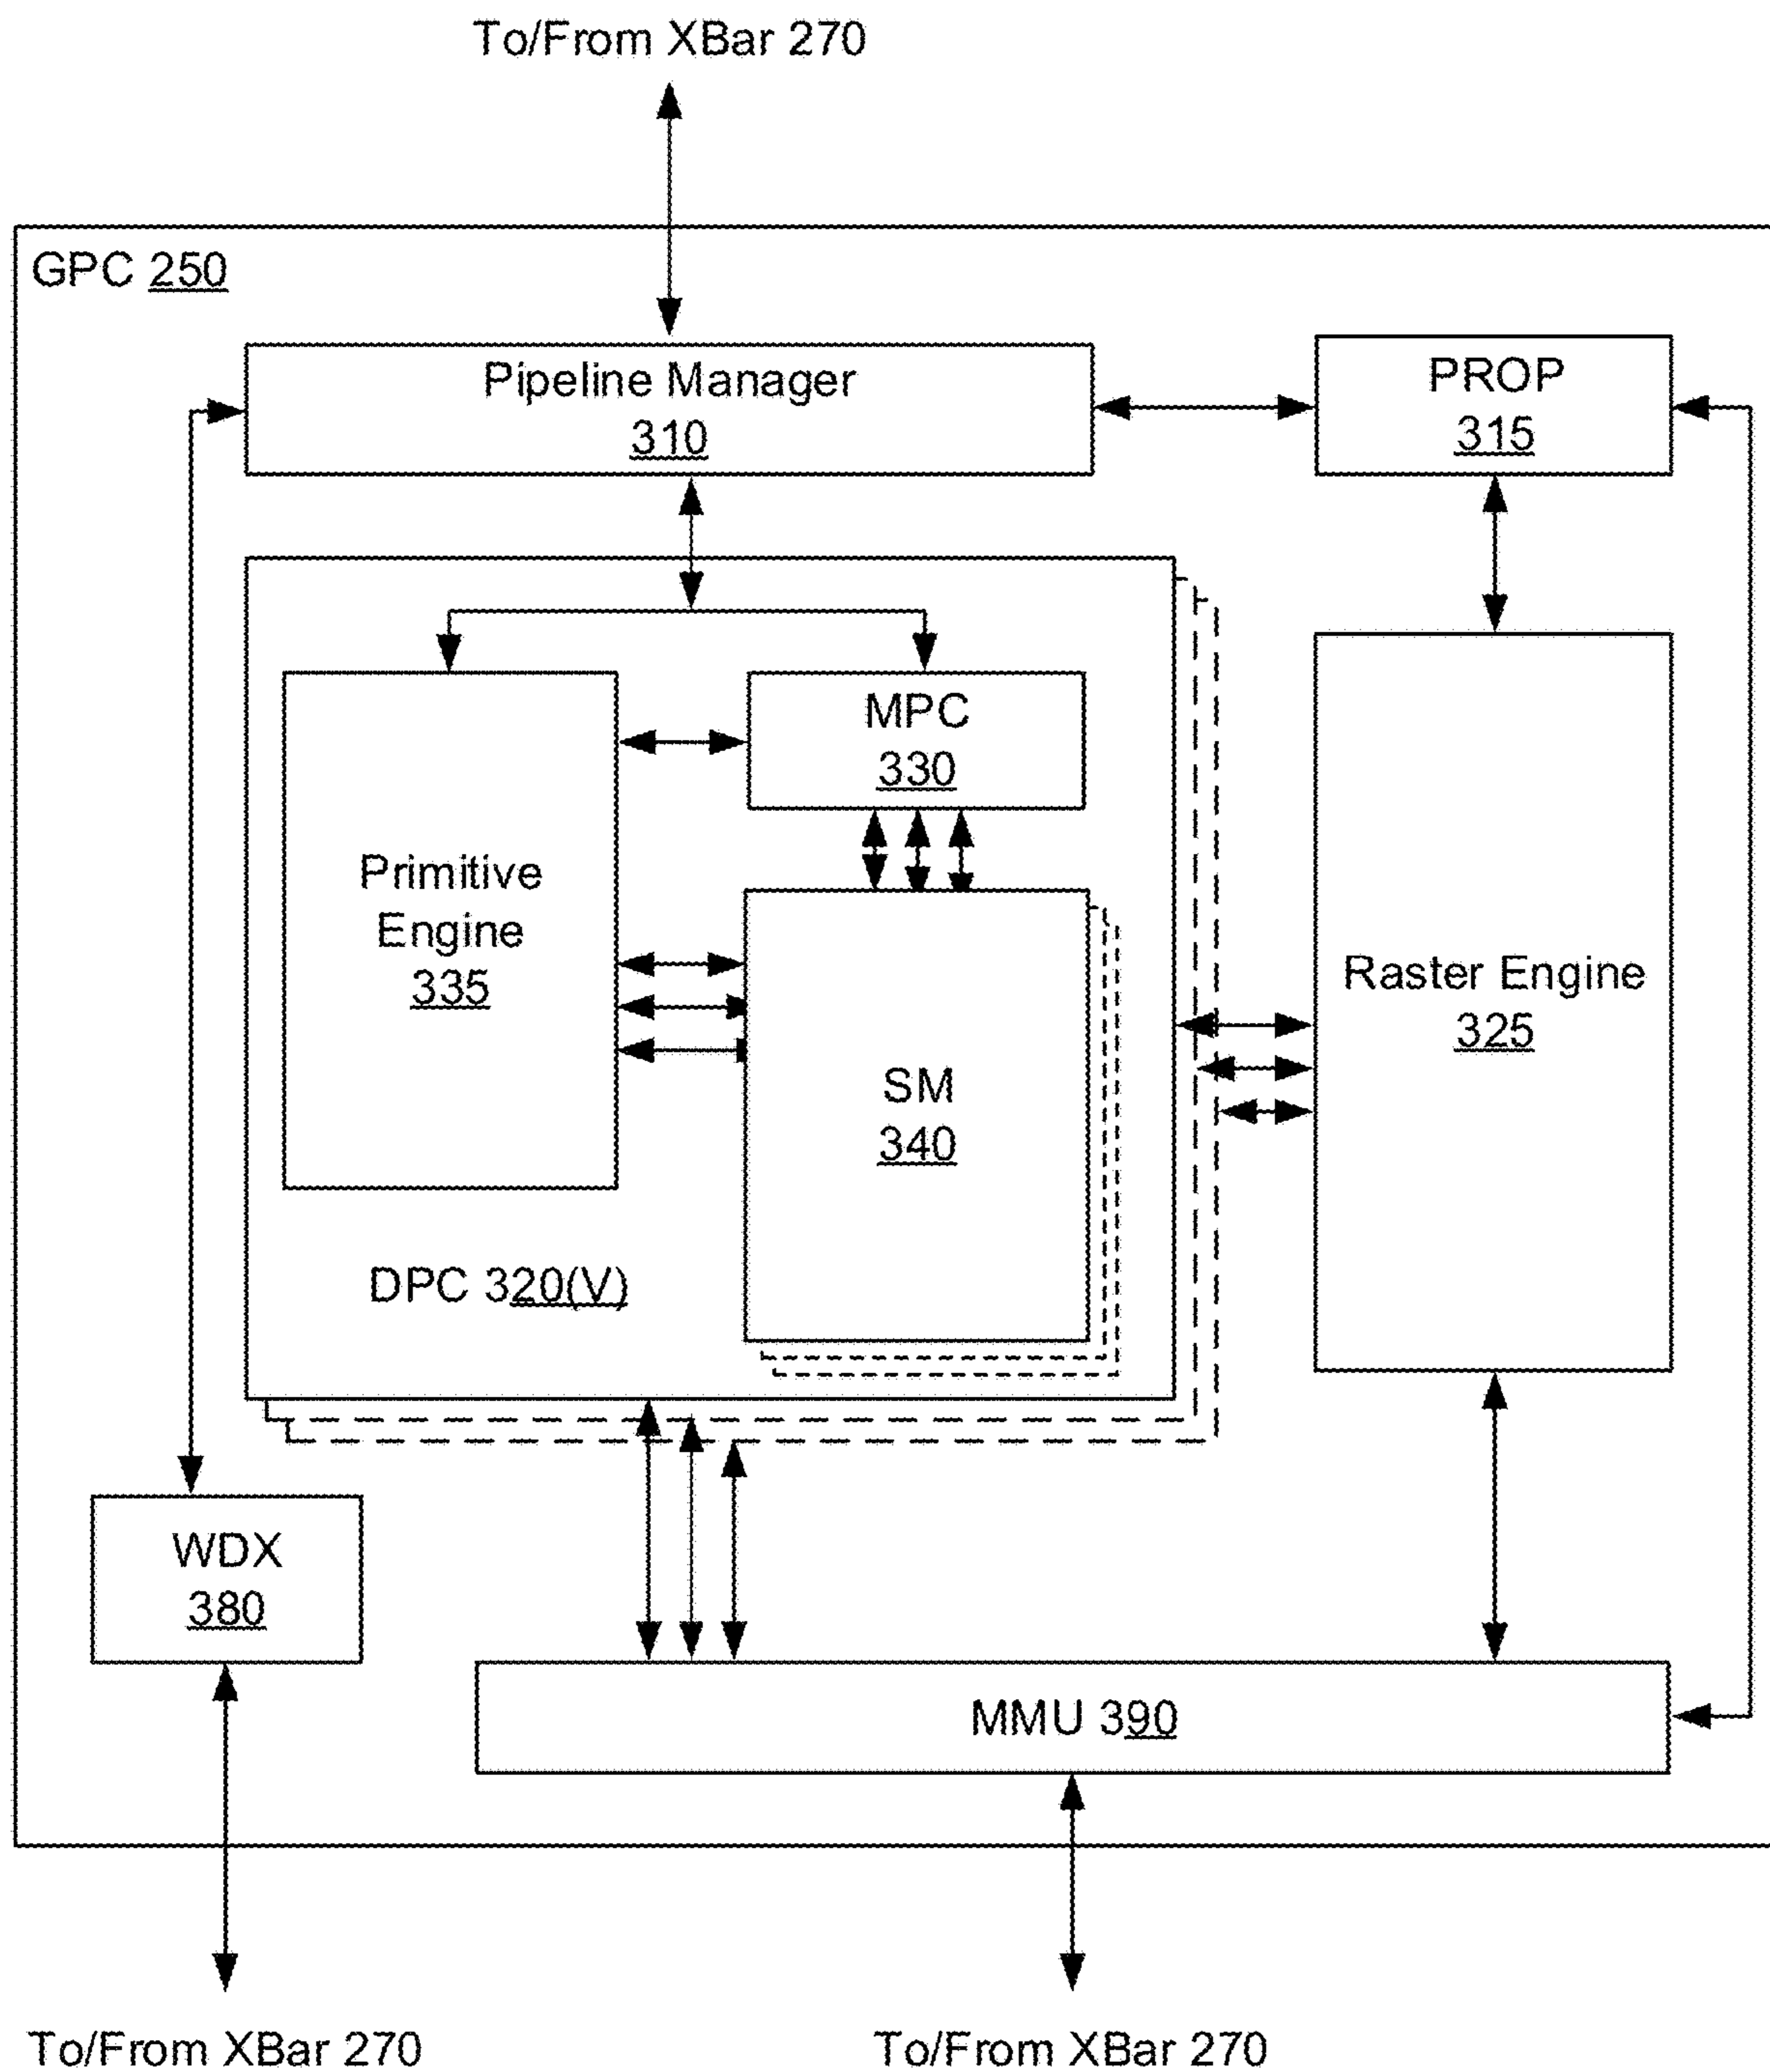 To/From XBar 270
GPC 250
Pipeline Manager
310
PROP
315
MPC
330
Primitive
Engine
335
Raster Engine
325
SM
340
DPC 320(V)
WDX
380
MMU 390
To/From XBar 270
To/From XBar 270